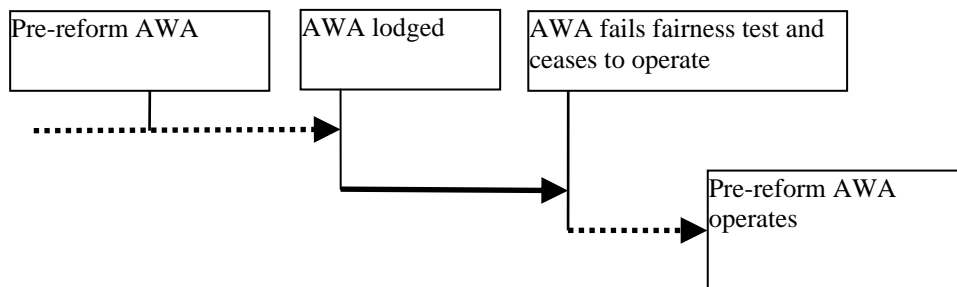 Pre-reform AWA
AWA lodged
AWA fails fairness test and
ceases to operate
Pre-reform AWA
operates